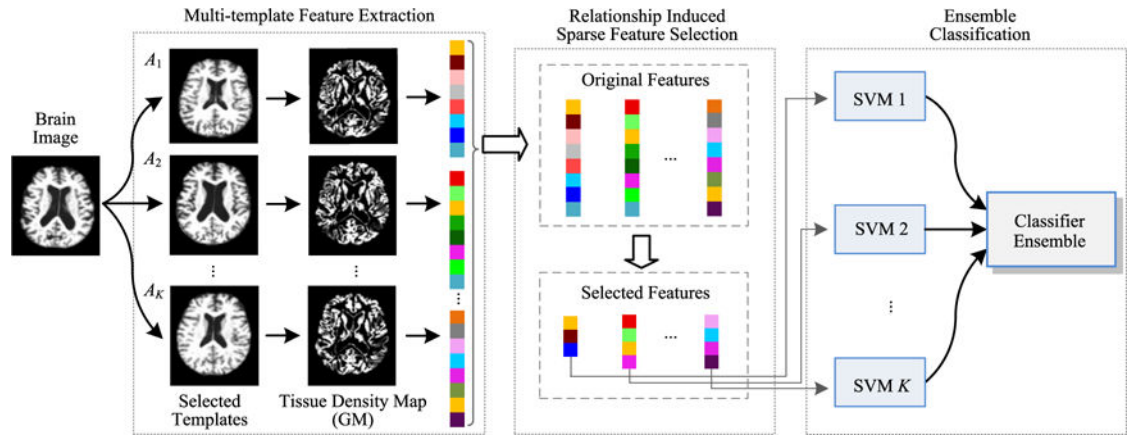 Multi-template Feature Extraction
Relationship Induced
Sparse Feature Selection
Ensemble
Classification
Brain
Image
A1
A2
...
AK
...
...
Selected
Templates
Tissue Density Map
(GM)
Original Features
...
Selected Features
...
SVM 1
SVM 2
...
SVM K
Classifier
Ensemble